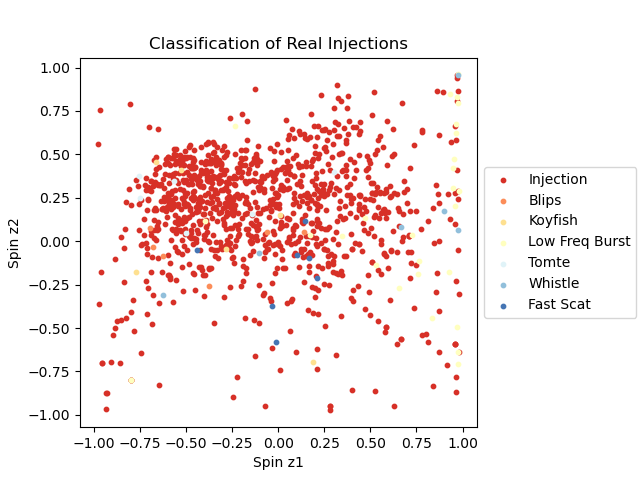 Classification of Real Injections
1.00
0.75
0.50
0.25
0.00
−0.25
−0.50
−0.75
−1.00
Spin z2
−1.00 −0.75 −0.50 −0.25 0.00 0.25 0.50 0.75 1.00
Spin z1
Injection
Blips
Koyfish
Low Freq Burst
Tomte
Whistle
Fast Scat